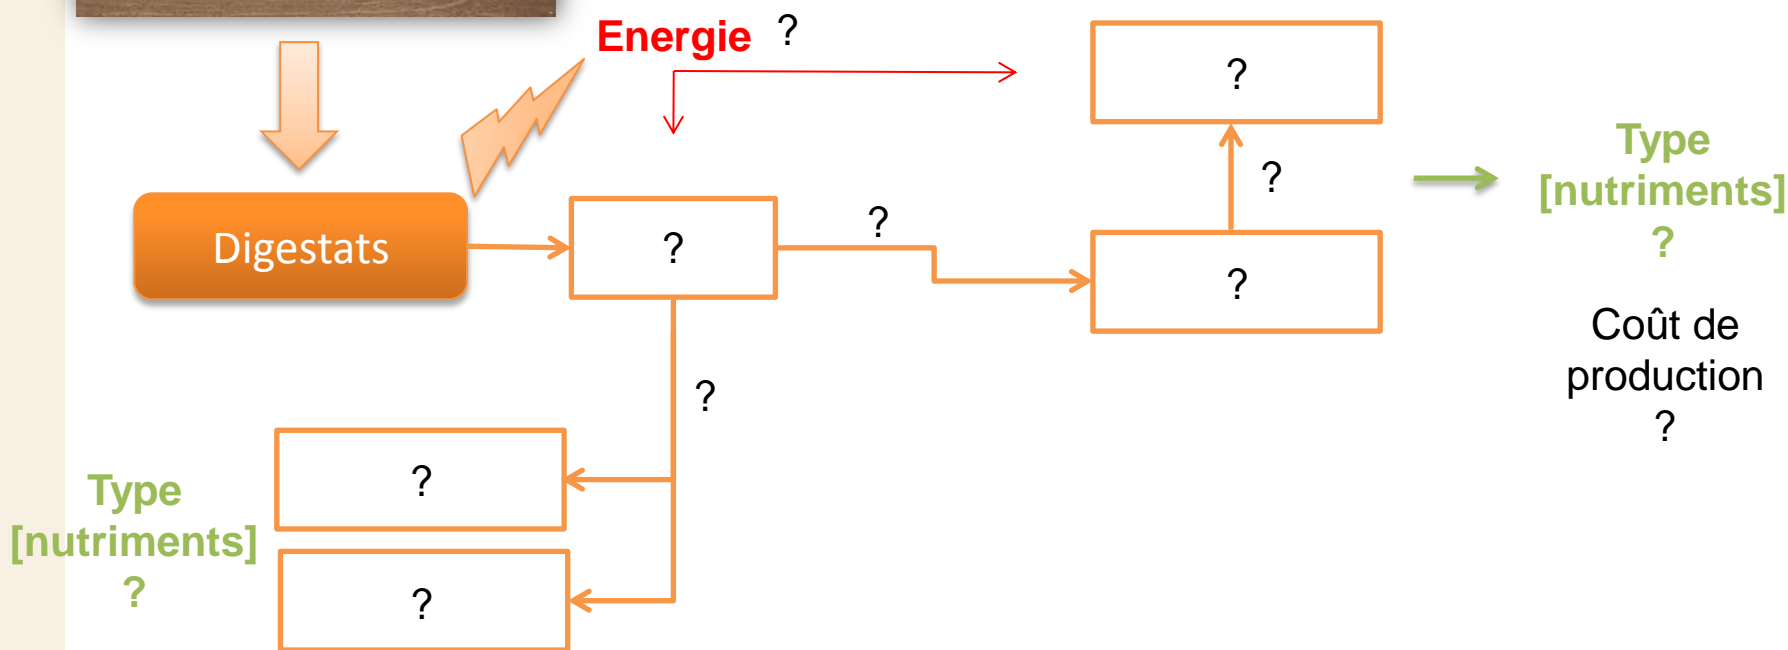 Energie ?
?
?
Type
[nutriments]
?
Digestats
?
?
?
Coût de
production
?
?
?
Type
[nutriments]
?
?